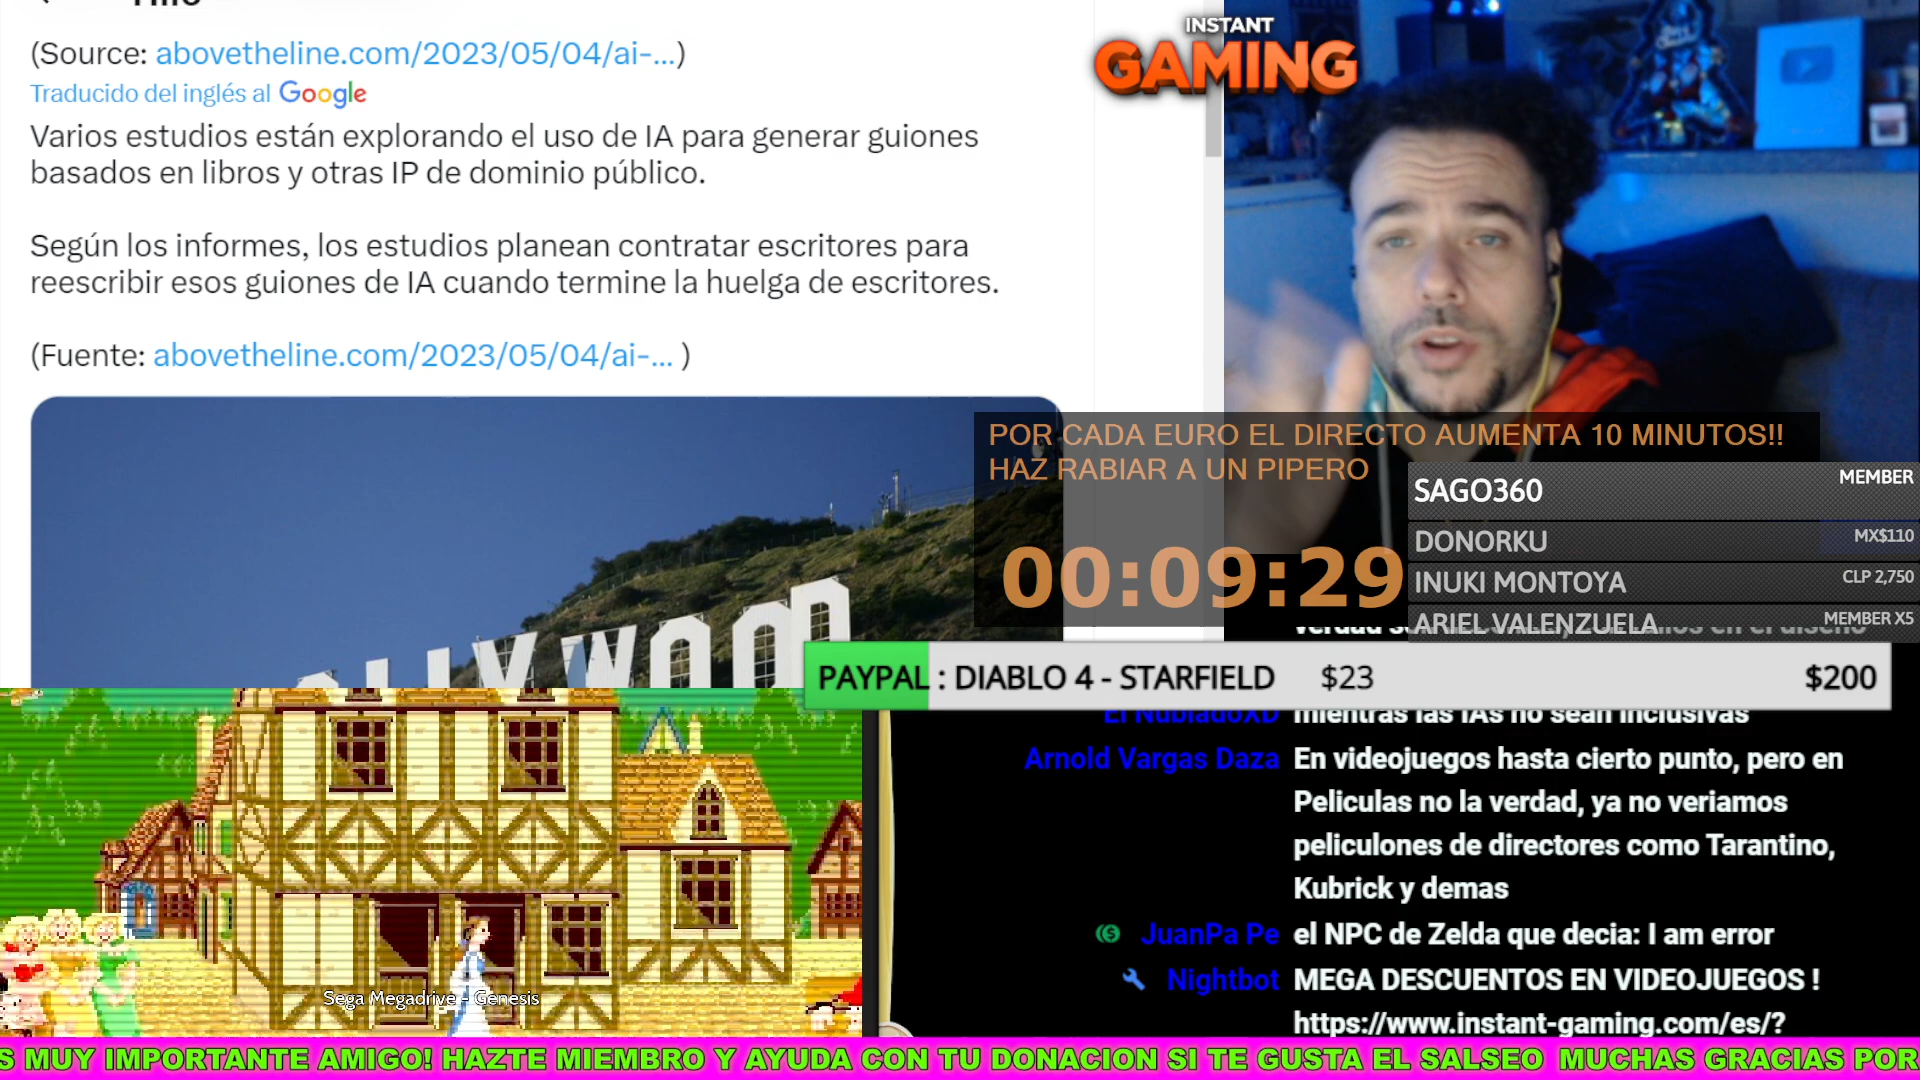 Hilo
(Source: abovetheline.com/2023/05/04/ai-...)
Traducido del inglés al Google
Varios estudios están explorando el uso de IA para generar guiones
basados en libros y otras IP de dominio público.
Según los informes, los estudios planean contratar escritores para
reescribir esos guiones de IA cuando termine la huelga de escritores.
(Fuente: abovetheline.com/2023/05/04/ai-... )
INSTANT
GAMING
POR CADA EURO EL DIRECTO AUMENTA 10 MINUTOS!!
HAZ RABIAR A UN PIPERO
00:09:29
SAGO360 MEMBER
DONORKU MX$110
INUKI MONTOYA CLP 2,750
ARIEL VALENZUELA MEMBER X5
PAYPAL : DIABLO 4 - STARFIELD $23 $200
El NubladoXD mientras las IAs no sean inclusivas
Arnold Vargas Daza En videojuegos hasta cierto punto, pero en
Peliculas no la verdad, ya no veriamos
peliculones de directores como Tarantino,
Kubrick y demas
JuanPa Pe el NPC de Zelda que decia: I am error
Nightbot MEGA DESCUENTOS EN VIDEOJUEGOS !
https://www.instant-gaming.com/es/?
Sega Megadrive - Genesis
S MUY IMPORTANTE AMIGO! HAZTE MIEMBRO Y AYUDA CON TU DONACION SI TE GUSTA EL SALSEO MUCHAS GRACIAS POR